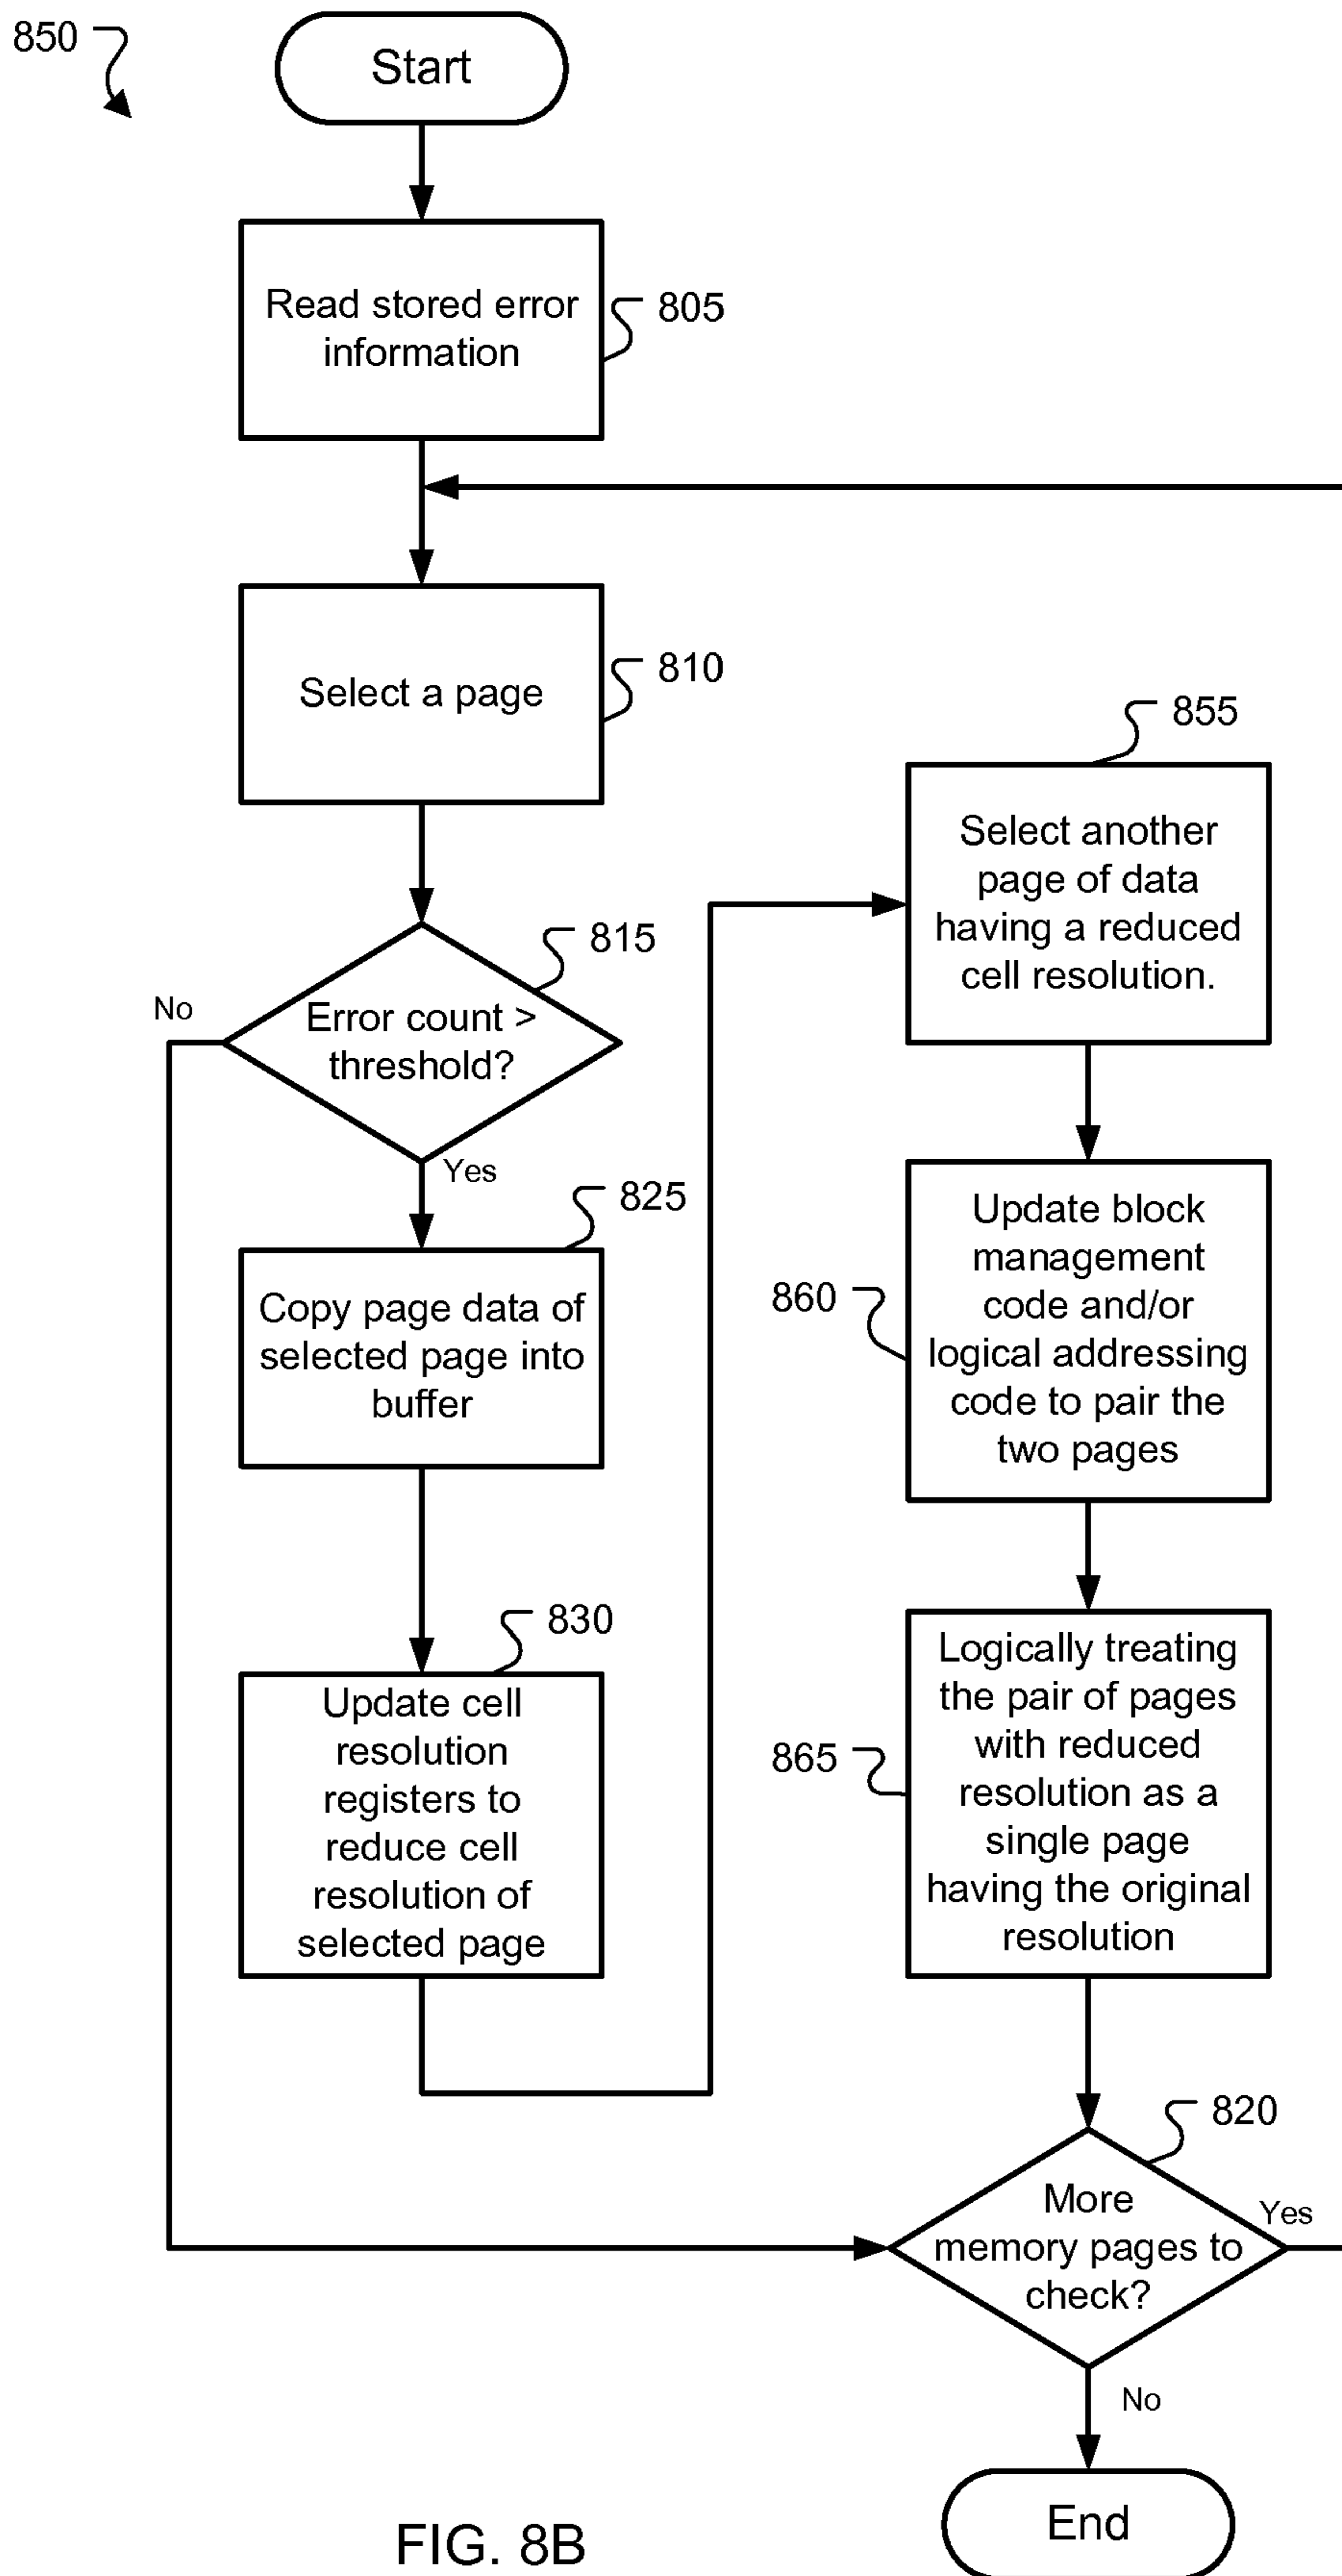 850
Start
Read stored error
information
805
Select a page
810
815
Error count >
threshold?
No
Yes
825
Copy page data of
selected page into
buffer
830
Update cell
resolution
registers to
reduce cell
resolution of
selected page
855
Select another
page of data
having a reduced
cell resolution.
860
Update block
management
code and/or
logical addressing
code to pair the
two pages
865
Logically treating
the pair of pages
with reduced
resolution as a
single page
having the original
resolution
820
More
memory pages to
check?
Yes
No
End
FIG. 8B